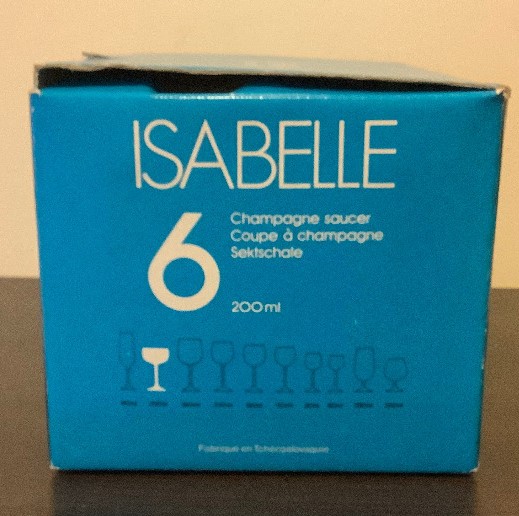 ISABELLE
6
Champagne saucer
Coupe à champagne
Sektschale
200 ml
Fabriqué en Tchécoslovaquie